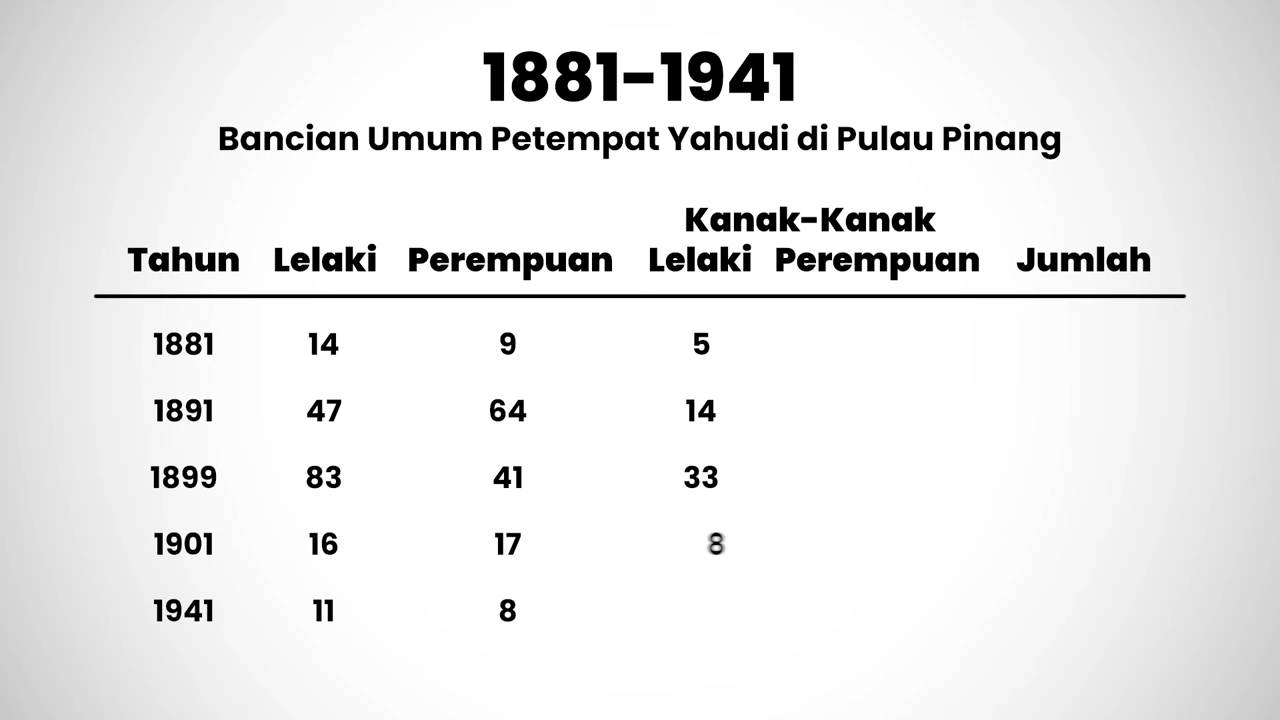 1881-1941
Bancian Umum Petempat Yahudi di Pulau Pinang
Kanak-Kanak
Tahun Lelaki Perempuan Lelaki Perempuan Jumlah
1881 14 9 5
1891 47 64 14
1899 83 41 33
1901 16 17 8
1941 11 8